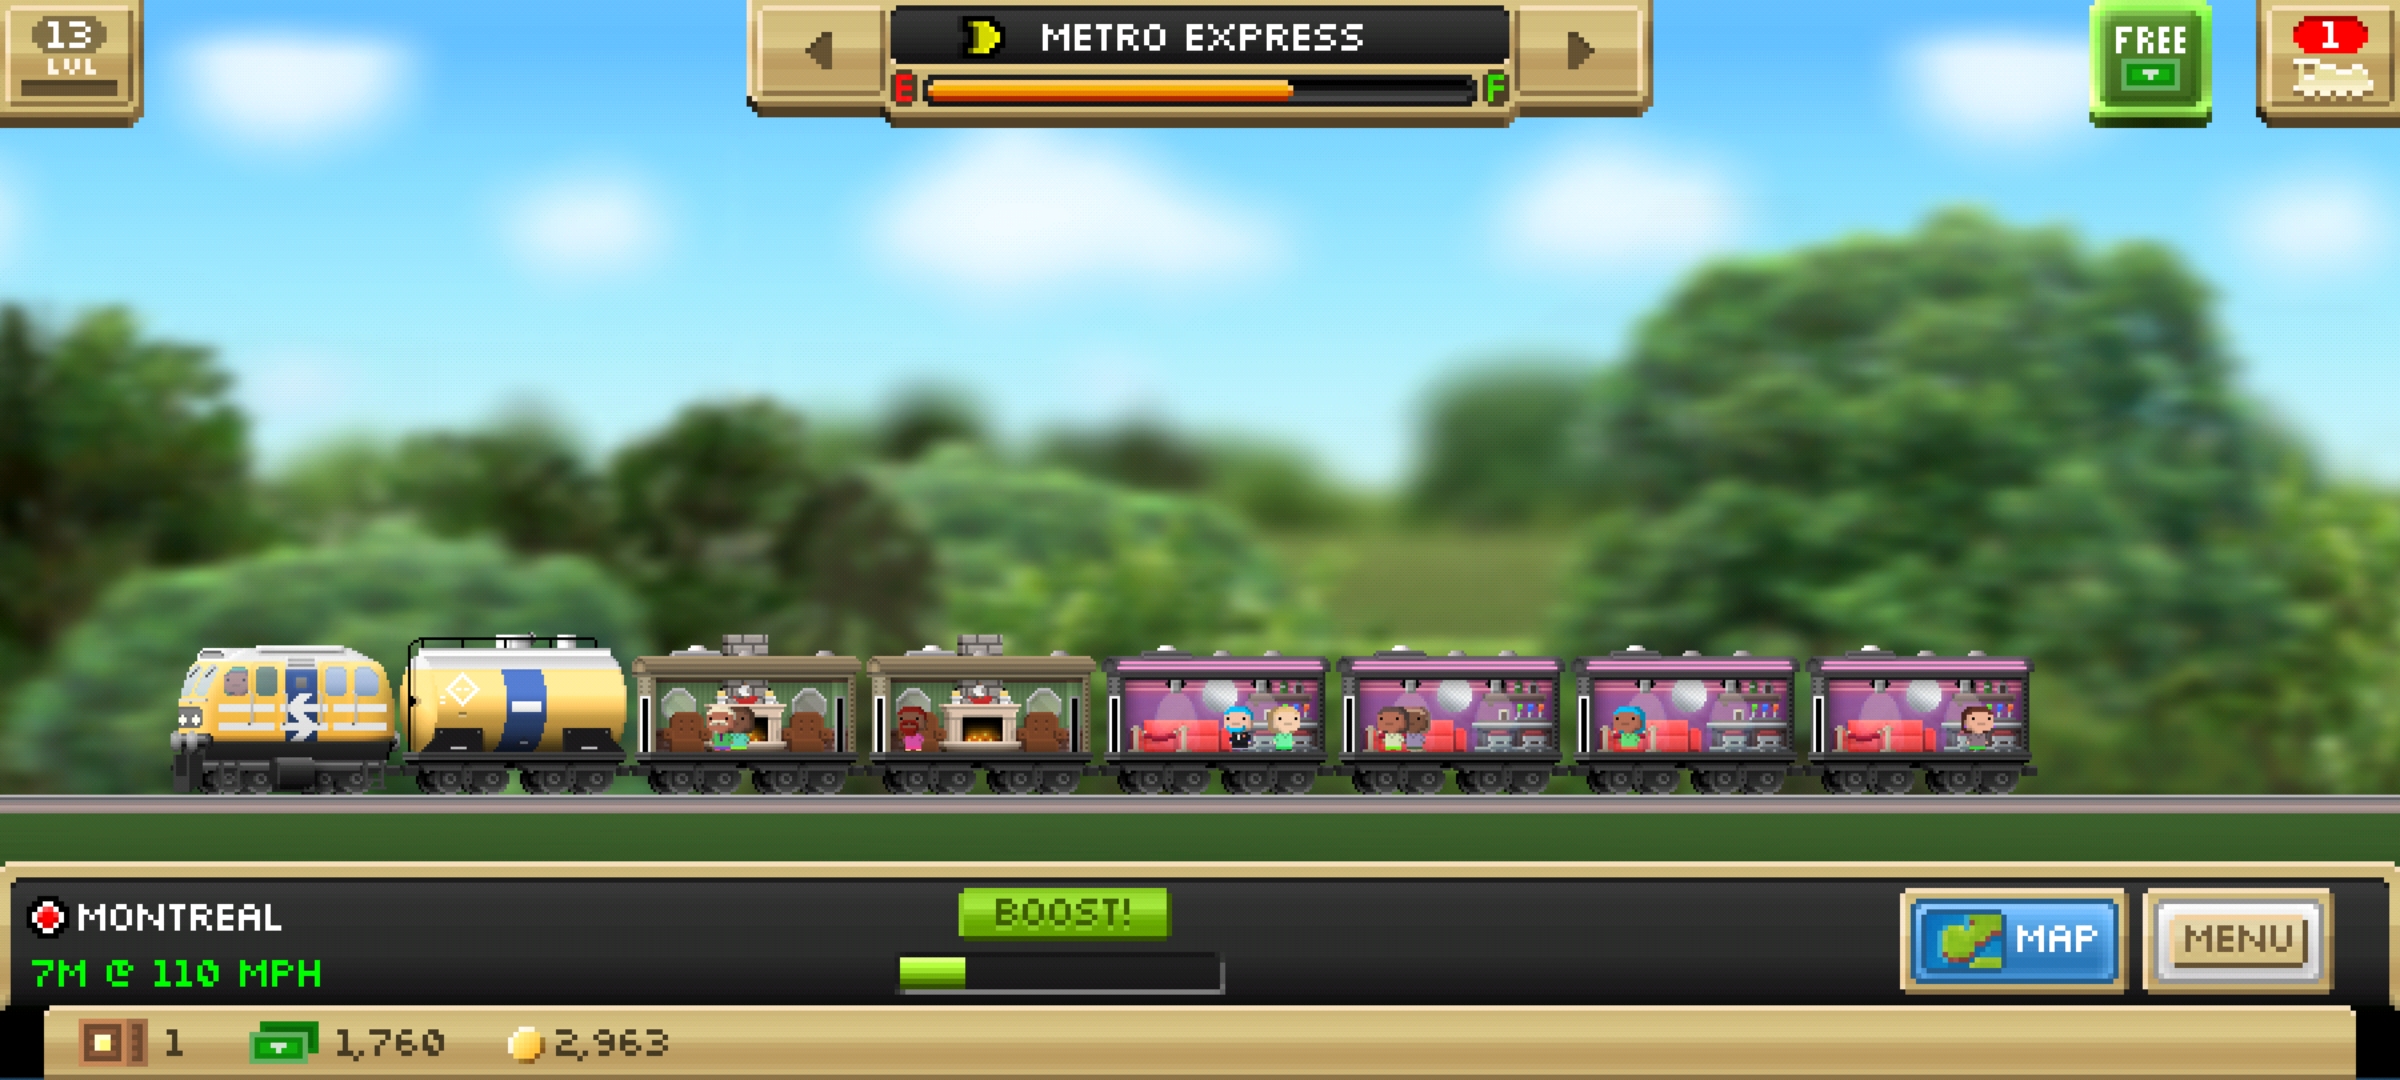 13
LVL
METRO EXPRESS
E F
FREE
1
MONTREAL
7M @ 110 MPH
BOOST!
MAP
MENU
1 1,760 2,963